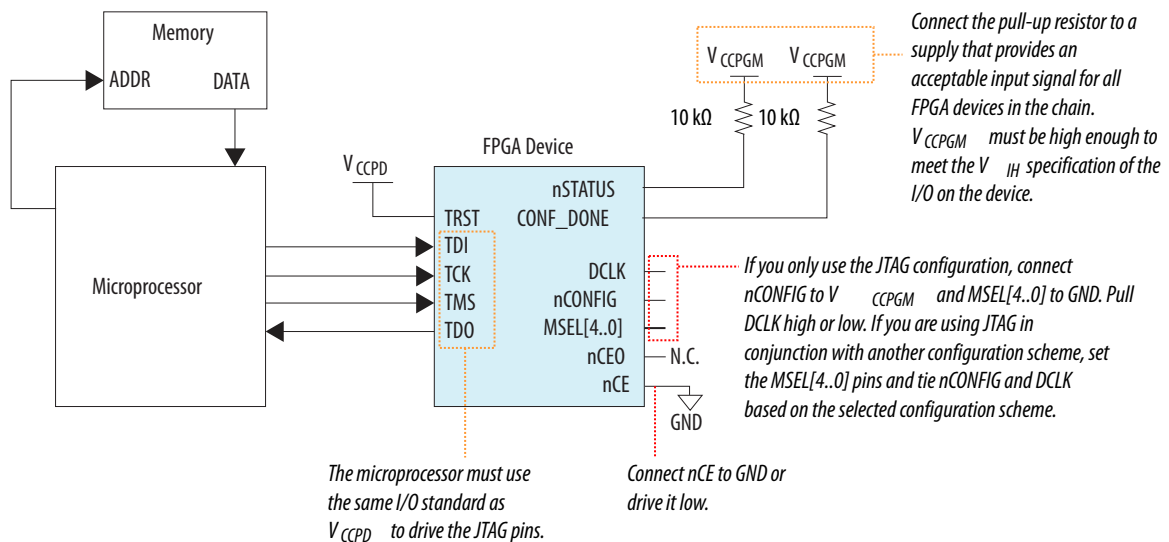 Memory
ADDR
DATA
Microprocessor
V CCPD
FPGA Device
TRST
TDI
TCK
TMS
TDO
nSTATUS
CONF_DONE
DCLK
nCONFIG
MSEL[4..0]
nCEO
nCE
N.C.
GND
V CCPGM
V CCPGM
10 kΩ
10 kΩ
Connect the pull-up resistor to a
supply that provides an
acceptable input signal for all
FPGA devices in the chain.
V CCPGM must be high enough to
meet the V IH specification of the
I/O on the device.
If you only use the JTAG configuration, connect
nCONFIG to V CCPGM and MSEL[4..0] to GND. Pull
DCLK high or low. If you are using JTAG in
conjunction with another configuration scheme, set
the MSEL[4..0] pins and tie nCONFIG and DCLK
based on the selected configuration scheme.
The microprocessor must use
the same I/O standard as
V CCPD to drive the JTAG pins.
Connect nCE to GND or
drive it low.